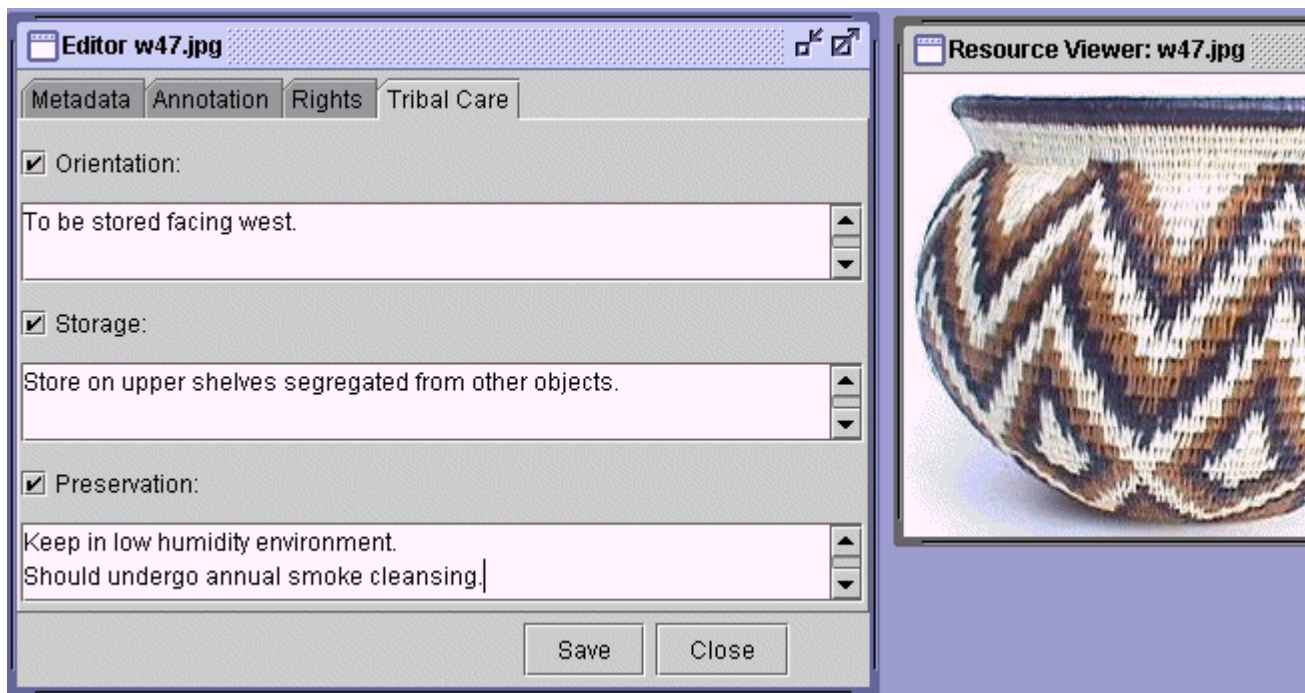 Editor w47.jpg
Metadata Annotation Rights Tribal Care
Orientation:
To be stored facing west.
Storage:
Store on upper shelves segregated from other objects.
Preservation:
Keep in low humidity environment.
Should undergo annual smoke cleansing.
Save Close
Resource Viewer: w47.jpg